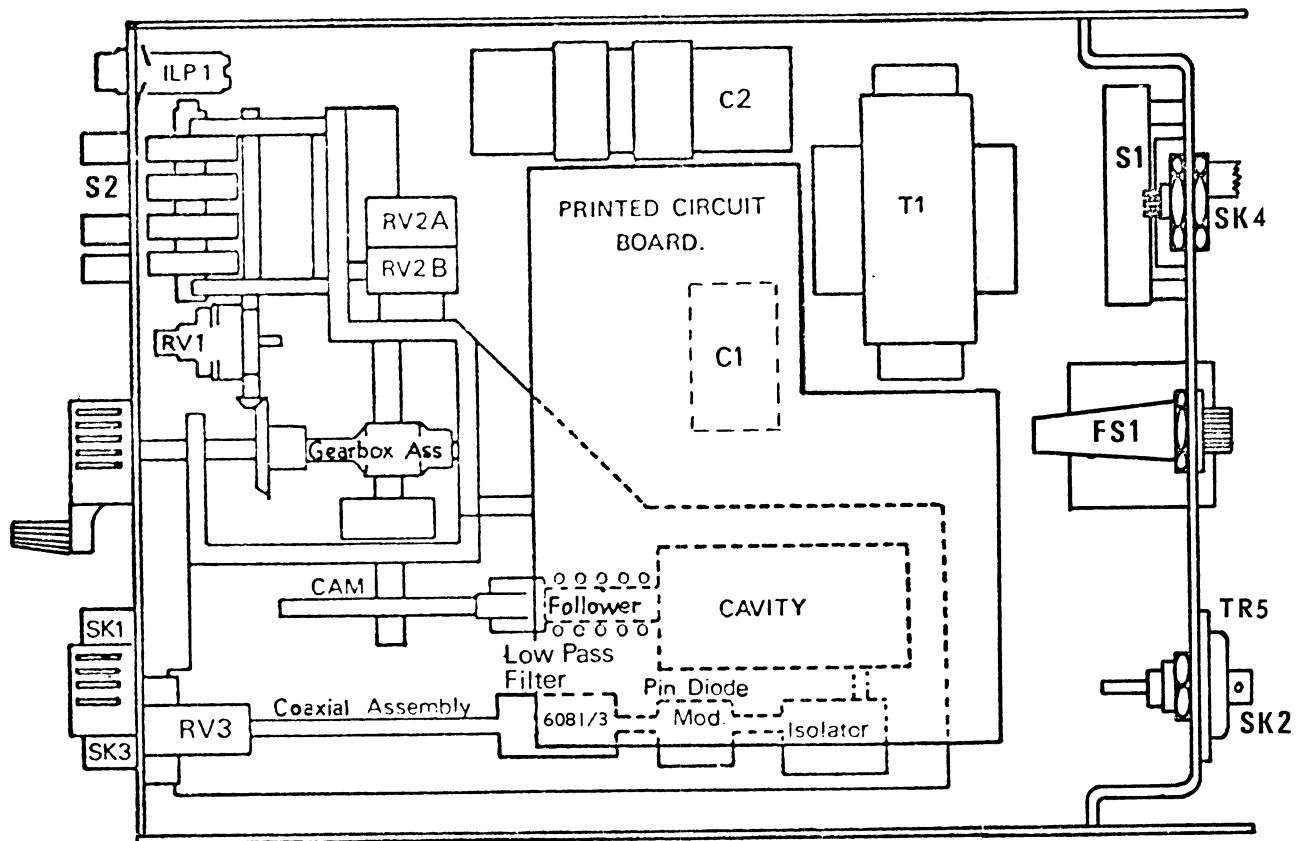 ILP1
C2
S1
S2
T1
RV2A
PRINTED CIRCUIT
BOARD.
SK4
RV2B
RV1
C1
FS1
Gearbox Ass
CAM
Follower
CAVITY
TR5
SK1
Low Pass
Filter
Pin Diode
Coaxial Assembly
6081/3
Mod.
Isolator
RV3
SK2
SK3